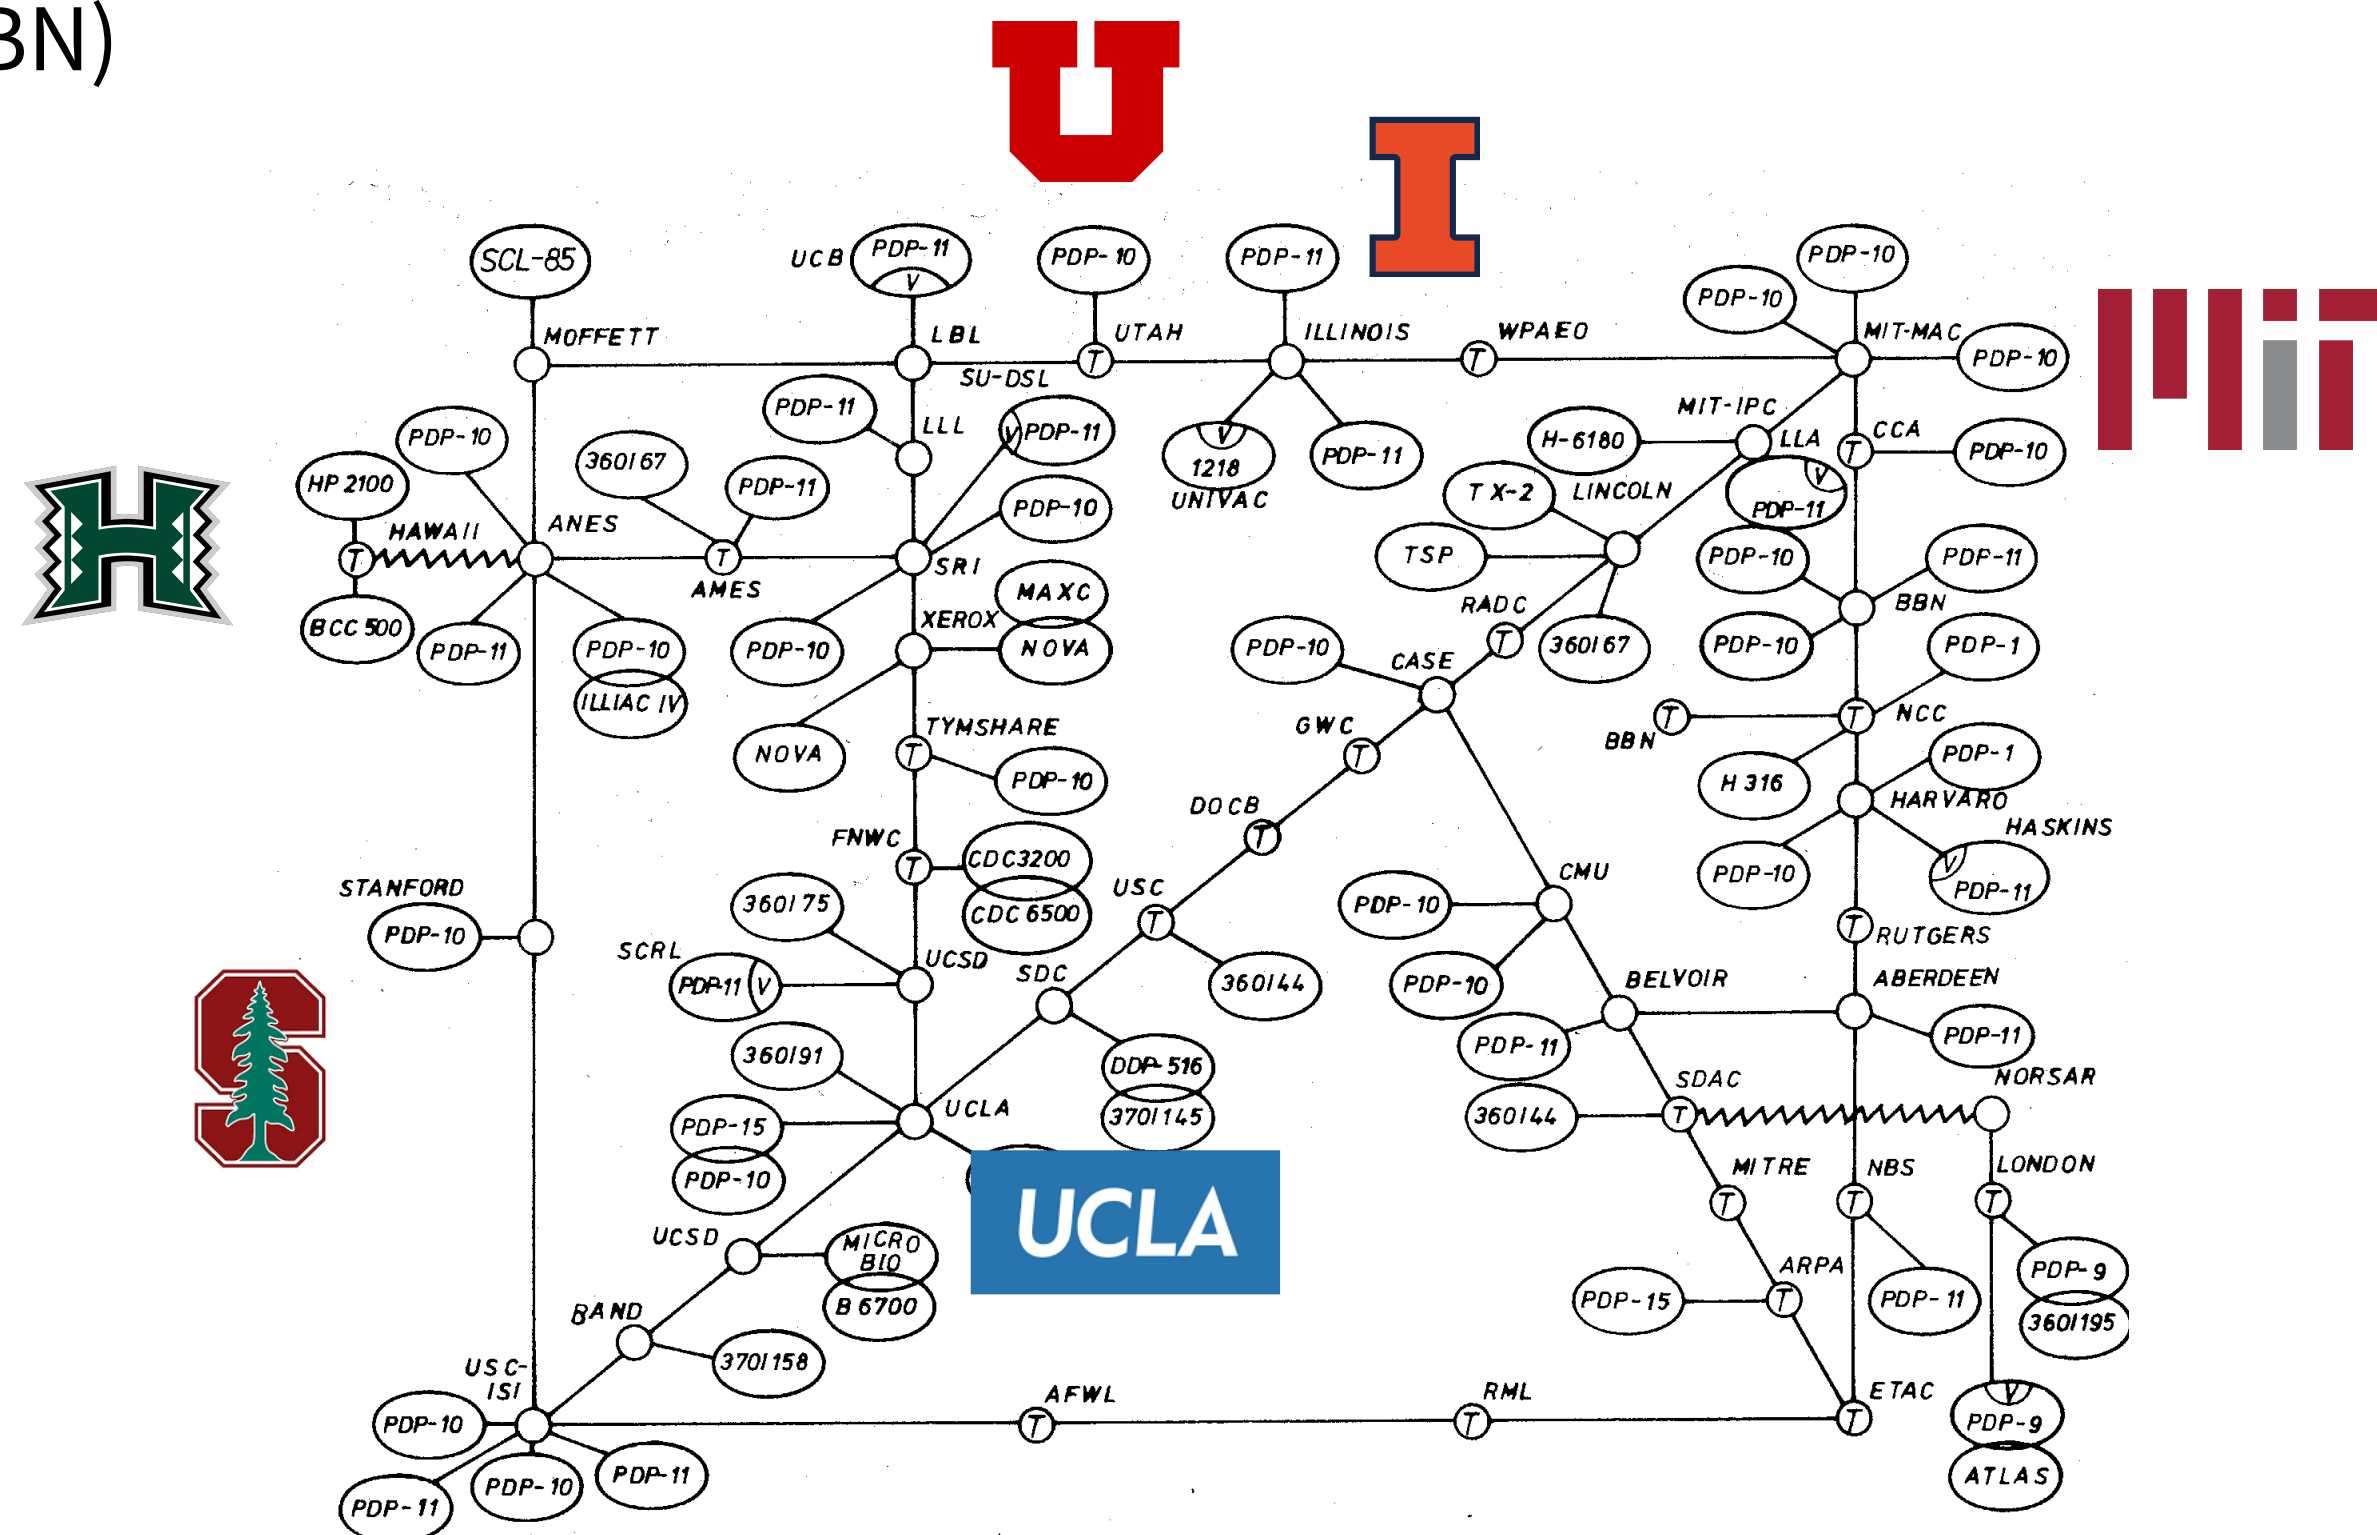 BN)
U
I
SCL-85
UCB
PDP-11
V
PDP-10
PDP-11
PDP-10
PDP-10
MOFFETT
LBL
UTAH
ILLINOIS
WPAEO
MIT-MAC
PDP-10
MIT
T
T
SU-DSL
PDP-11
LLL
V
PDP-11
MIT-IPC
H-6180
LLA
CCA
T
PDP-10
PDP-10
360/67
PDP-11
HP 2100
V
1218
UNIVAC
PDP-11
TX-2
LINCOLN
V
PDP-11
PDP-10
H
HAWAII
ANES
T
T
AMES
SRI
TSP
PDP-10
PDP-11
BBN
MAXC
XEROX
NOVA
RADC
T
360/67
PDP-10
PDP-1
BCC 500
PDP-11
PDP-10
ILLIAC IV
PDP-10
PDP-10
CASE
GWC
T
BBN
T
T
NCC
NOVA
TYMSHARE
T
PDP-10
H 316
PDP-1
HARVARO
HASKINS
DOCB
T
FNWC
T
CDC3200
CDC 6500
PDP-10
V
PDP-11
STANFORD
PDP-10
360/75
USC
T
CMU
PDP-10
T
RUTGERS
S
SCRL
PDP-11
V
UCSD
SDC
360/44
PDP-10
BELVOIR
ABERDEEN
360/91
DDP-516
370/145
PDP-11
PDP-11
SDAC
NORSAR
PDP-15
PDP-10
UCLA
360/44
T
UCLA
MITRE
T
NBS
T
LONDON
T
UCSD
MICRO
BIO
B 6700
ARPA
PDP-15
T
PDP-11
PDP-9
360/195
BAND
370/158
USC-
ISI
PDP-10
AFWL
T
RML
T
ETAC
T
V
PDP-9
ATLAS
PDP-11
PDP-10
PDP-11